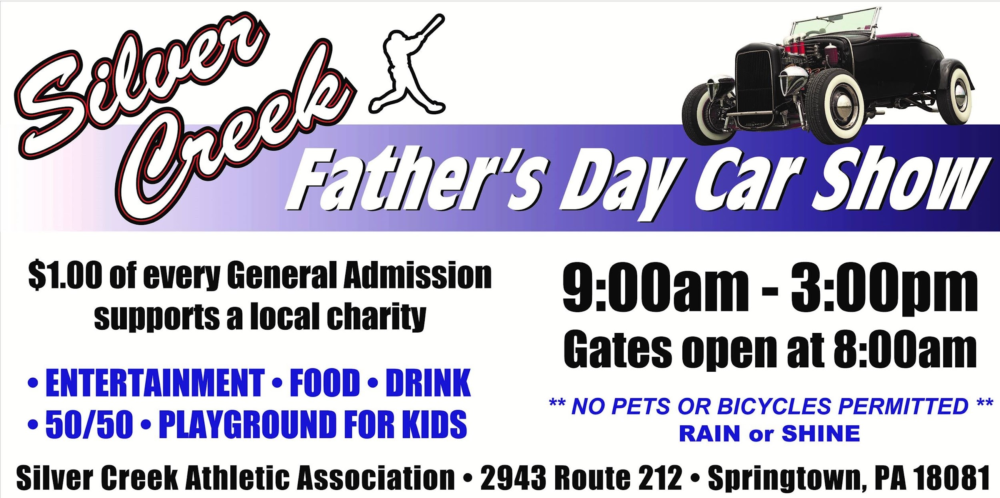 Silver
Creek
Father's Day Car Show
$1.00 of every General Admission
supports a local charity
• ENTERTAINMENT • FOOD • DRINK
• 50/50 • PLAYGROUND FOR KIDS
9:00am - 3:00pm
Gates open at 8:00am
** NO PETS OR BICYCLES PERMITTED **
RAIN or SHINE
Silver Creek Athletic Association • 2943 Route 212 • Springtown, PA 18081